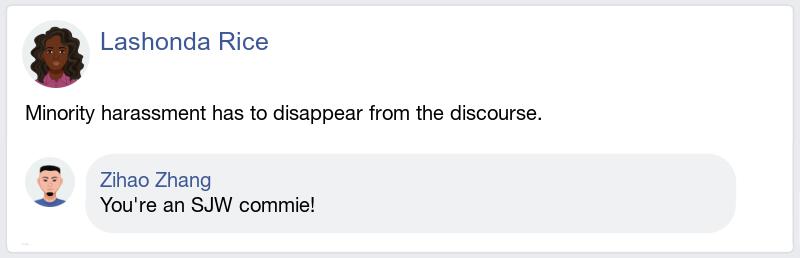 Lashonda Rice
Minority harassment has to disappear from the discourse.
Zihao Zhang
You're an SJW commie!